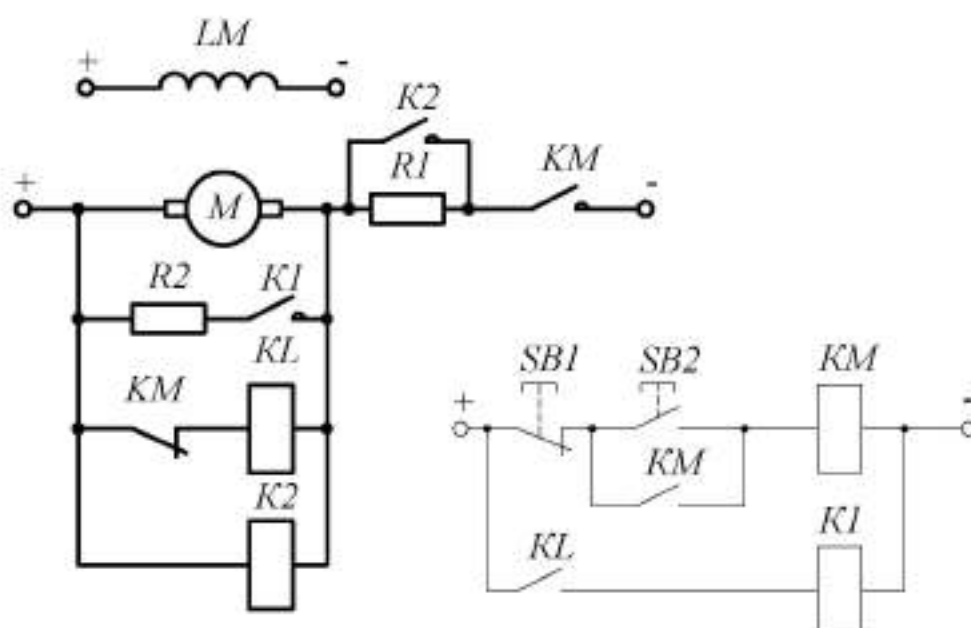 LM
+ -
K2
R1 KM
+ M -
R2 K1
KL
KM
K2
SB1 SB2 KM
+ -
KM
K1
KL